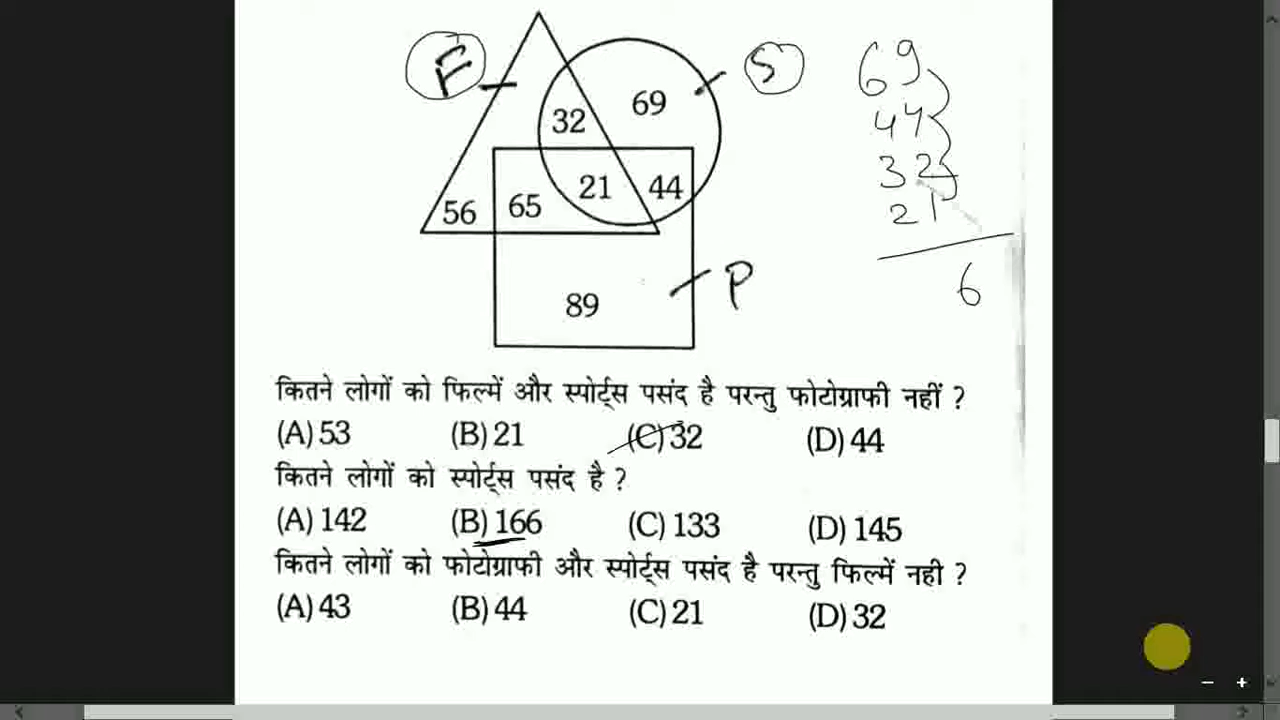 F
S
32
69
21
44
56
65
P
89
69
44
32
21
6
कितने लोगों को फिल्में और स्पोर्ट्स पसंद है परन्तु फोटोग्राफी नहीं ?
(A) 53 (B) 21 (C) 32 (D) 44
कितने लोगों को स्पोर्ट्स पसंद है ?
(A) 142 (B) 166 (C) 133 (D) 145
कितने लोगों को फोटोग्राफी और स्पोर्ट्स पसंद है परन्तु फिल्में नही ?
(A) 43 (B) 44 (C) 21 (D) 32